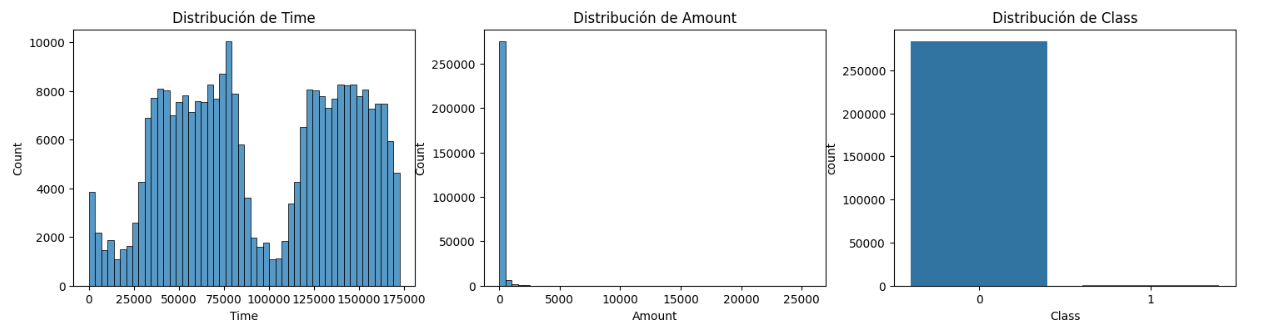 Distribución de Time
Count
10000
8000
6000
4000
2000
0
0 25000 50000 75000 100000 125000 150000 175000
Time
Distribución de Amount
Count
250000
200000
150000
100000
50000
0
0 5000 10000 15000 20000 25000
Amount
Distribución de Class
count
250000
200000
150000
100000
50000
0
0 1
Class